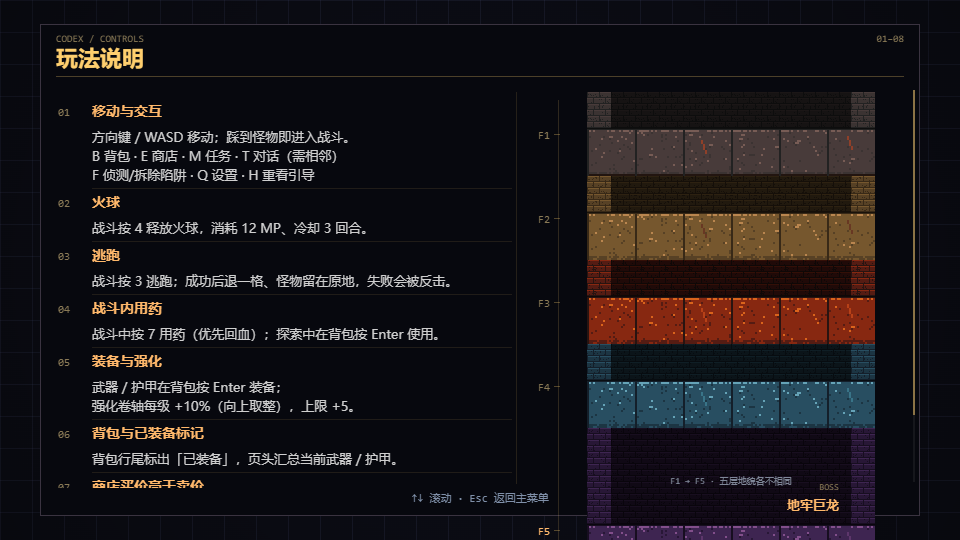 CODEX / CONTROLS
玩法说明
01—08
01 移动与交互
方向键 / WASD 移动；踩到怪物即进入战斗。
B 背包 · E 商店 · M 任务 · T 对话（需相邻）
F 侦测/拆除陷阱 · Q 设置 · H 重看引导
02 火球
战斗按 4 释放火球，消耗 12 MP、冷却 3 回合。
03 逃跑
战斗按 3 逃跑；成功后退一格、怪物留在原地，失败会被反击。
04 战斗内用药
战斗中按 7 用药（优先回血）；探索中在背包按 Enter 使用。
05 装备与强化
武器 / 护甲在背包按 Enter 装备；
强化卷轴每级 +10%（向上取整），上限 +5。
06 背包与已装备标记
背包行尾标出「已装备」，页头汇总当前武器 / 护甲。
07 商店买价高于卖价
↑↓ 滚动 · Esc 返回主菜单
F1
F2
F3
F4
F1 → F5 · 五层地貌各不相同
BOSS
地牢巨龙
F5